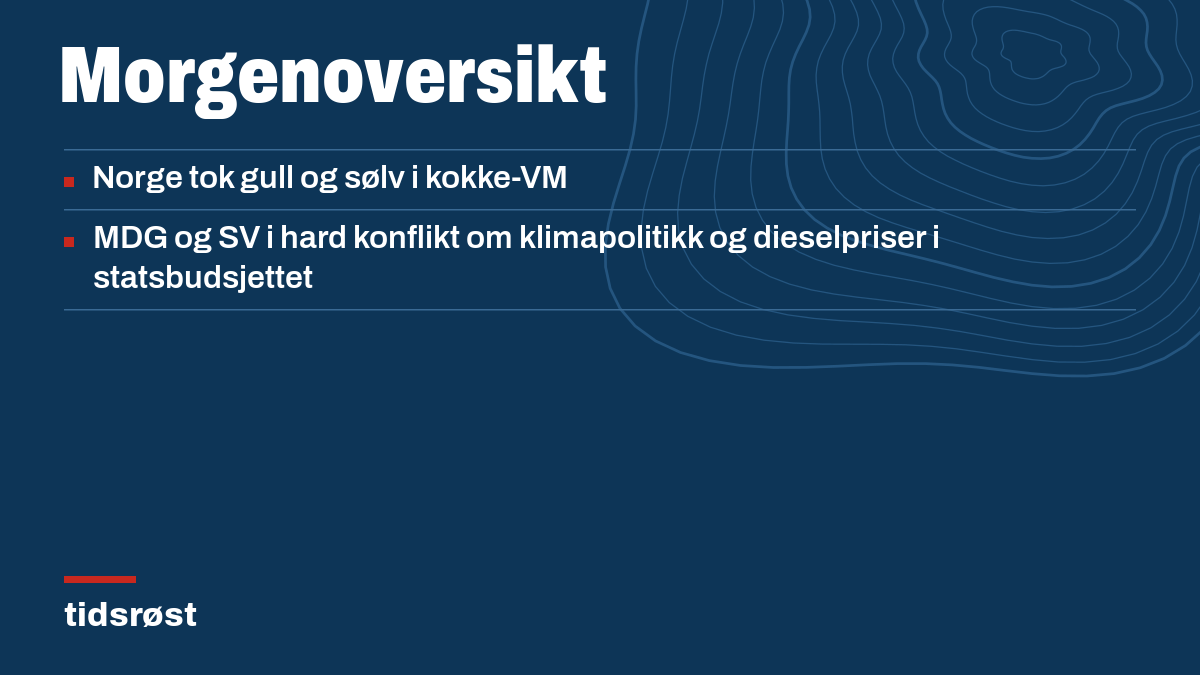 Morgenoversikt
Norge tok gull og sølv i kokke-VM
MDG og SV i hard konflikt om klimapolitikk og dieselpriser i
statsbudsjettet
tidsrøst